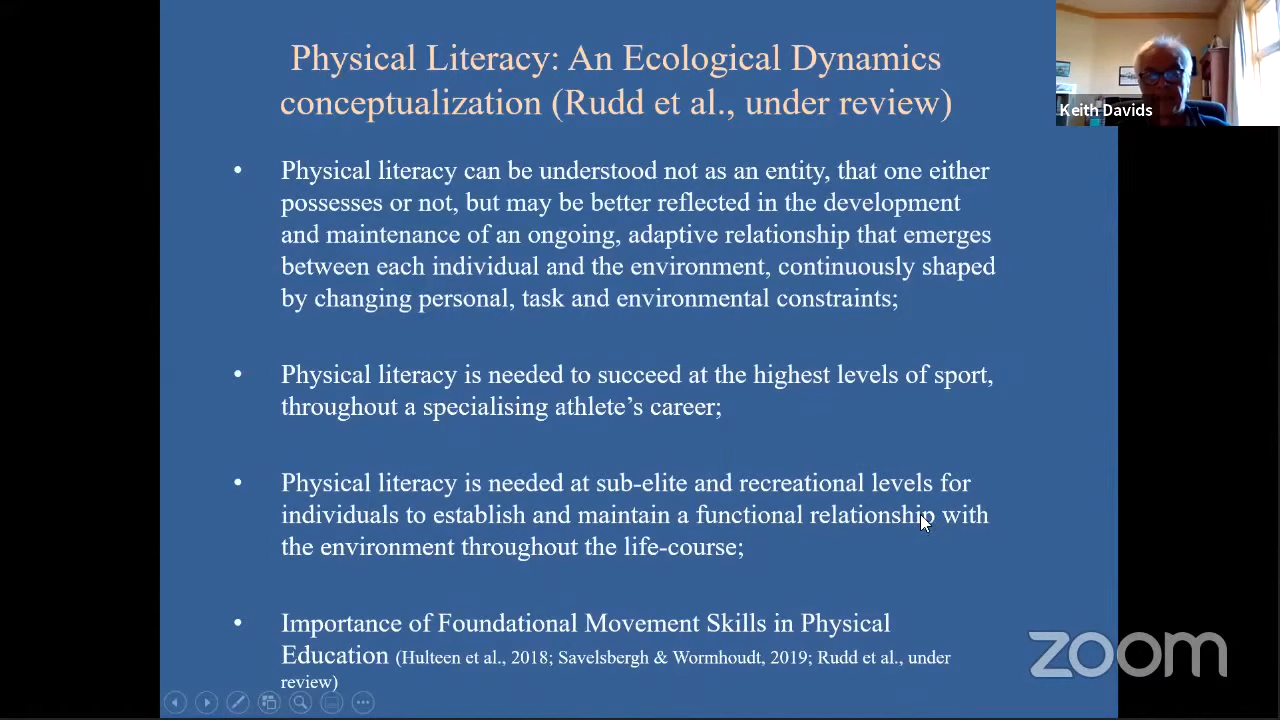 Physical Literacy: An Ecological Dynamics
conceptualization (Rudd et al., under review)
Keith Davids
• Physical literacy can be understood not as an entity, that one either
possesses or not, but may be better reflected in the development
and maintenance of an ongoing, adaptive relationship that emerges
between each individual and the environment, continuously shaped
by changing personal, task and environmental constraints;
• Physical literacy is needed to succeed at the highest levels of sport,
throughout a specialising athlete’s career;
• Physical literacy is needed at sub-elite and recreational levels for
individuals to establish and maintain a functional relationship with
the environment throughout the life-course;
• Importance of Foundational Movement Skills in Physical
Education (Hulteen et al., 2018; Savelsbergh & Wormhoudt, 2019; Rudd et al., under
review)
zoom